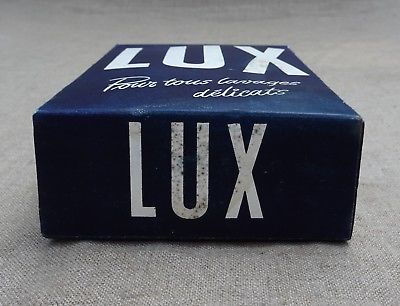 LUX
Pour tous lavages
délicats
LUX